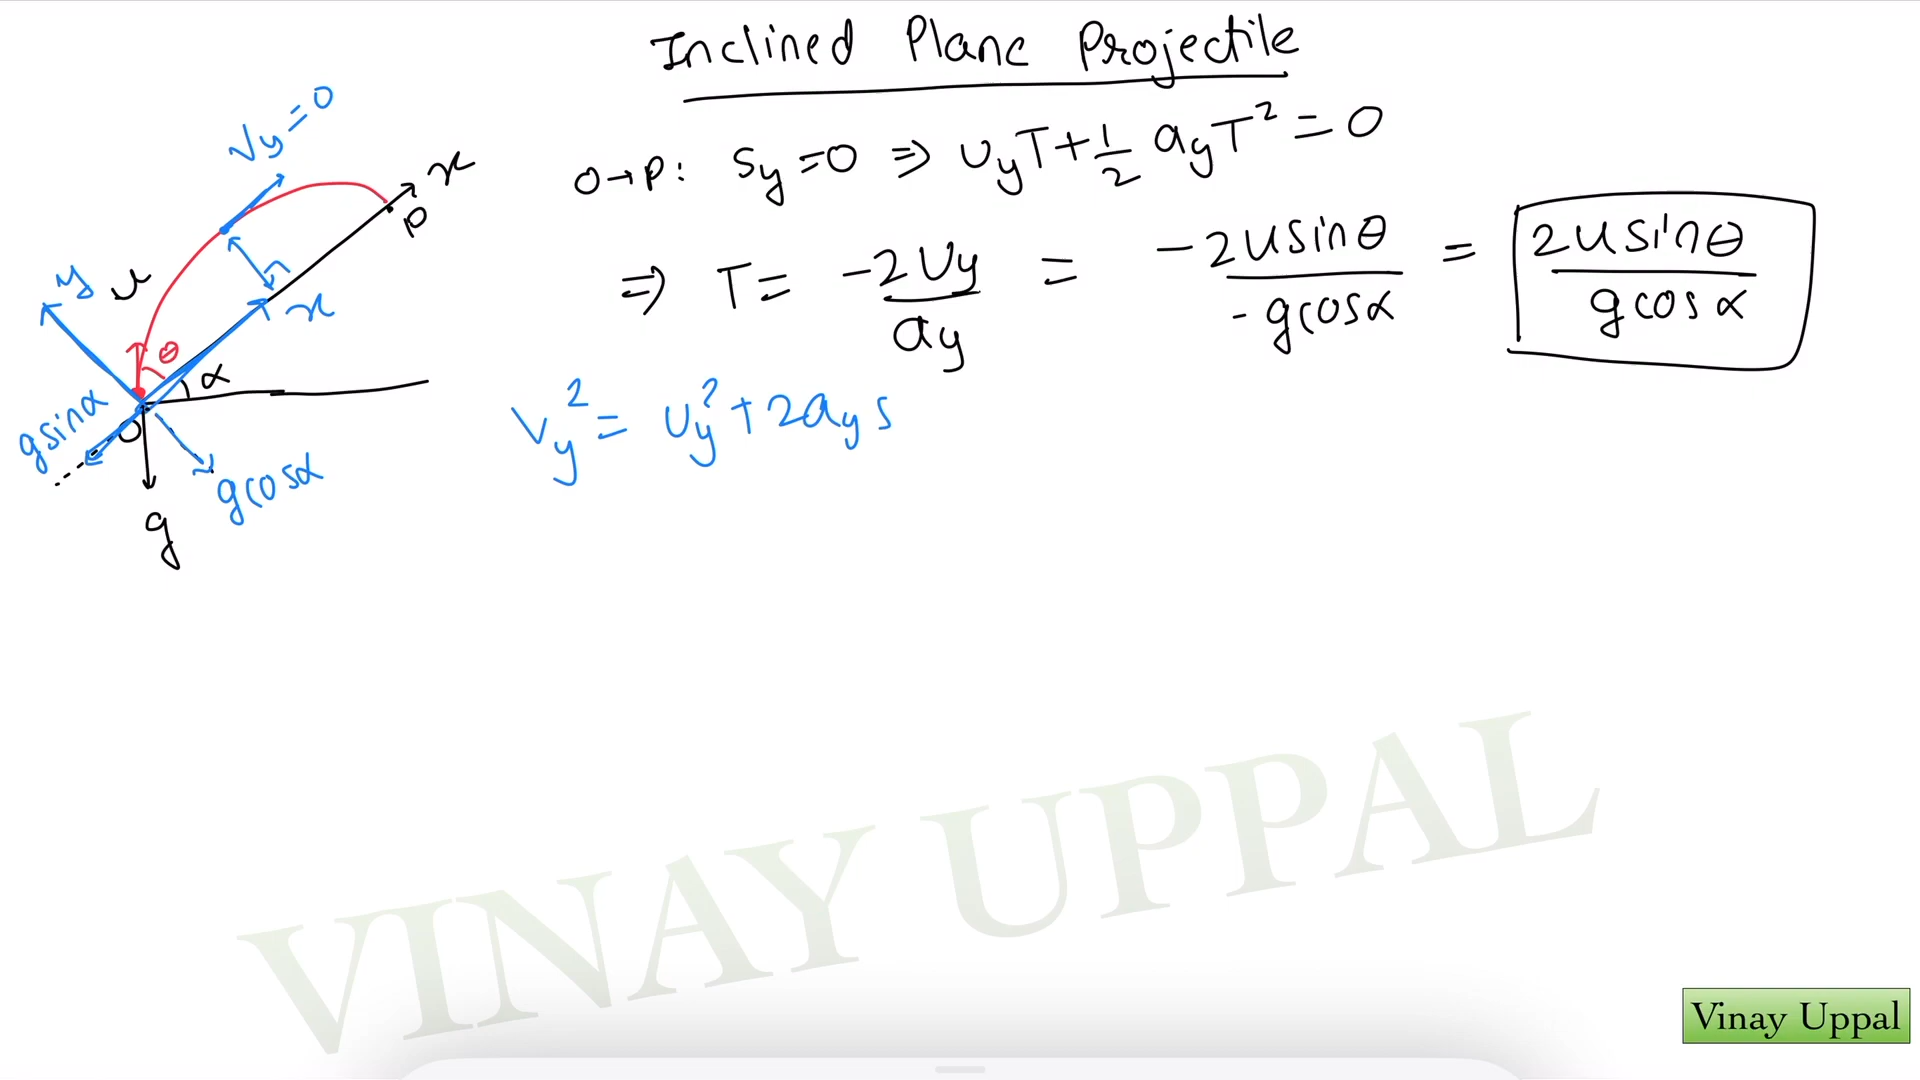 Inclined Plane Projectile
O→P: Sy=0 ⇒ UyT+1/2 ayT²=0
⇒ T= -2Uy/ay = -2usinθ/-gcosα = 2usinθ/gcosα
Vy²= Uy²+2ays
Vy=0
x
P
y
u
x
θ
α
gsinα
O
gcosα
g
VINAY UPPAL
Vinay Uppal